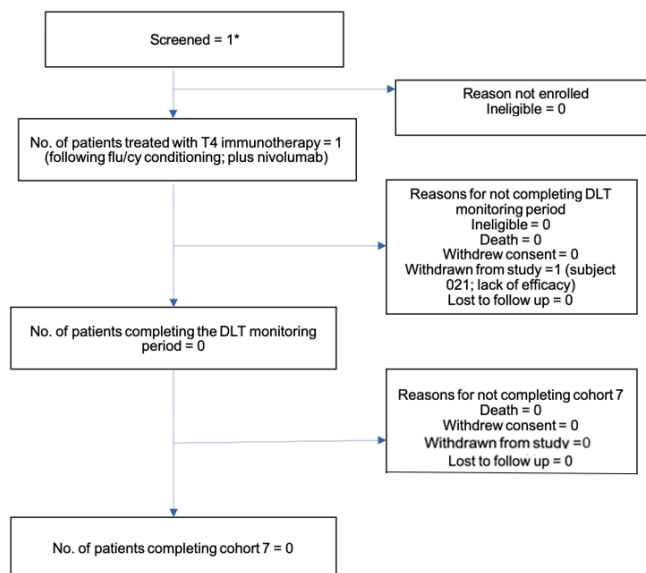 Screened = 1*
Reason not enrolled
Ineligible = 0
No. of patients treated with T4 immunotherapy = 1
(following flu/cy conditioning; plus nivolumab)
Reasons for not completing DLT
monitoring period
Ineligible = 0
Death = 0
Withdrew consent = 0
Withdrawn from study =1 (subject
021; lack of efficacy)
Lost to follow up = 0
No. of patients completing the DLT monitoring
period = 0
Reasons for not completing cohort 7
Death = 0
Withdrew consent = 0
Withdrawn from study =0
Lost to follow up = 0
No. of patients completing cohort 7 = 0